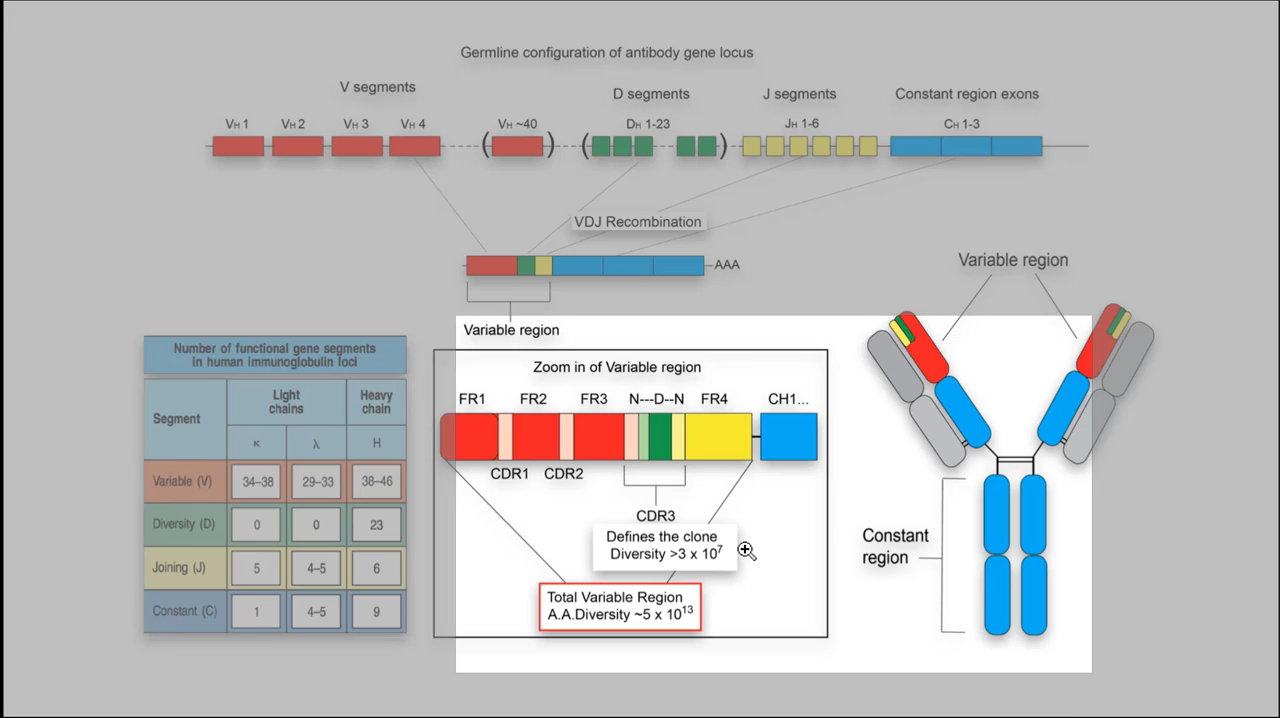 Germline configuration of antibody gene locus
V segments
D segments
J segments
Constant region exons
VH 1
VH 2
VH 3
VH 4
VH ~40
DH 1-23
JH 1-6
CH 1-3
VDJ Recombination
AAA
Variable region
Variable region
Number of functional gene segments
in human immunoglobulin loci
Segment
Light
chains
Heavy
chain
κ
λ
H
Variable (V)
34–38
29–33
38–46
Diversity (D)
0
0
23
Joining (J)
5
4–5
6
Constant (C)
1
4–5
9
Zoom in of Variable region
FR1
FR2
FR3
N---D--N
FR4
CH1...
CDR1
CDR2
CDR3
Defines the clone
Diversity >3 x 10⁷
Total Variable Region
A.A.Diversity ~5 x 10¹³
Constant
region